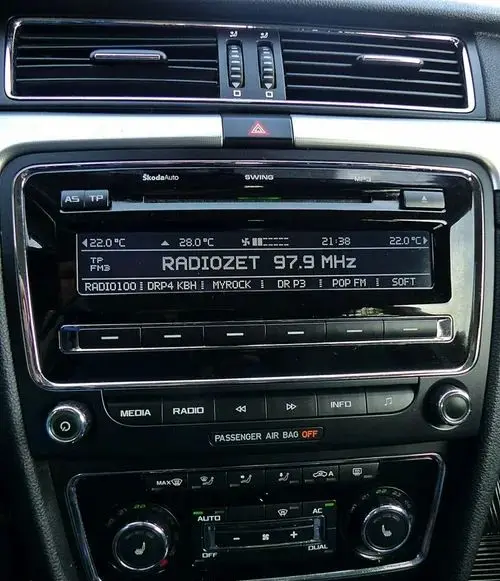 ŠkodaAuto SWING MP3
AS TP
22.0°C 28.0°C 21:38 22.0°C
TP
FM3 RADIOZET 97.9 MHz
RADIO100 DRP4 KBH MYROCK DR P3 POP FM SOFT
MEDIA RADIO INFO
PASSENGER AIR BAG OFF
MAX A
AUTO AC
OFF - + DUAL